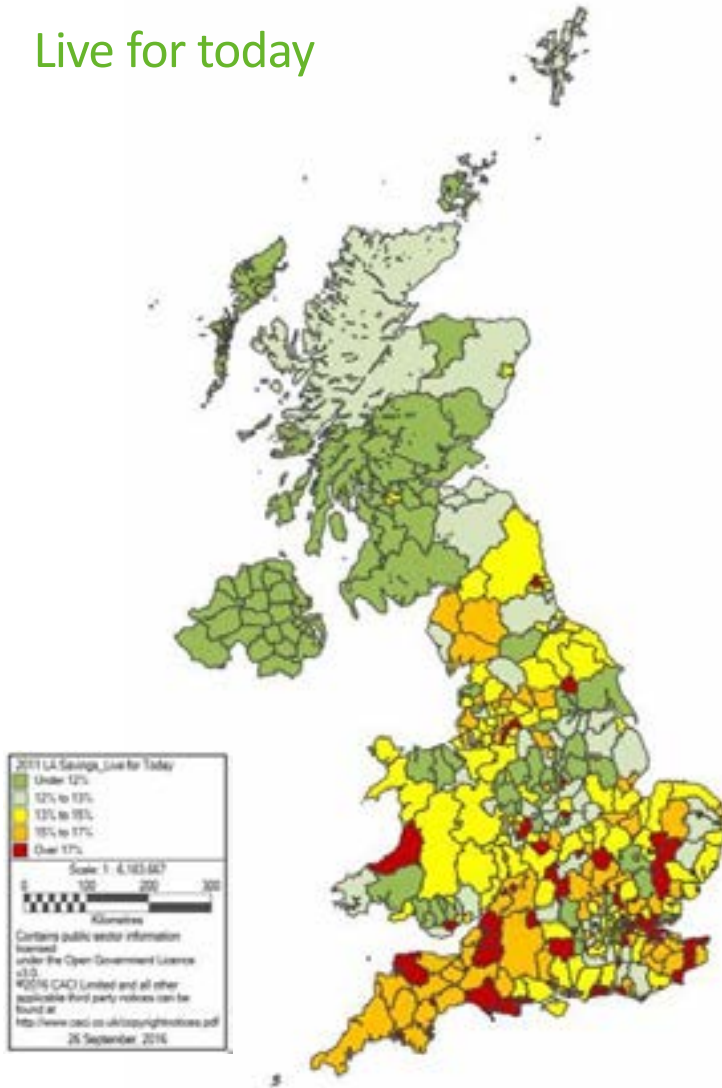 Live for today
2011 LA Savings_Live for Today
Under 12%
12% to 13%
13% to 15%
15% to 17%
Over 17%
Scale: 1 : 6,103,667
0 100 200 300
Kilometres
Contains public sector information
licensed
under the Open Government Licence
v3.0.
©2016 CACI Limited and all other
applicable third party notices can be
found at
http://www.caci.co.uk/copyrightnotices.pdf
26 September, 2016